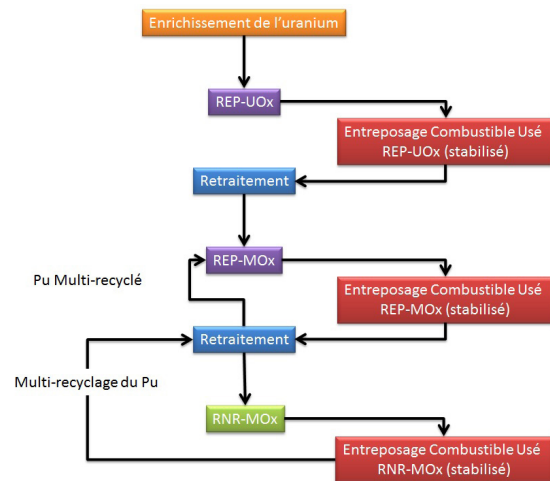 Enrichissement de l'uranium
REP-UOx
Entreposage Combustible Usé
REP-UOx (stabilisé)
Retraitement
REP-MOx
Pu Multi-recyclé
Entreposage Combustible Usé
REP-MOx (stabilisé)
Retraitement
Multi-recyclage du Pu
RNR-MOx
Entreposage Combustible Usé
RNR-MOx (stabilisé)